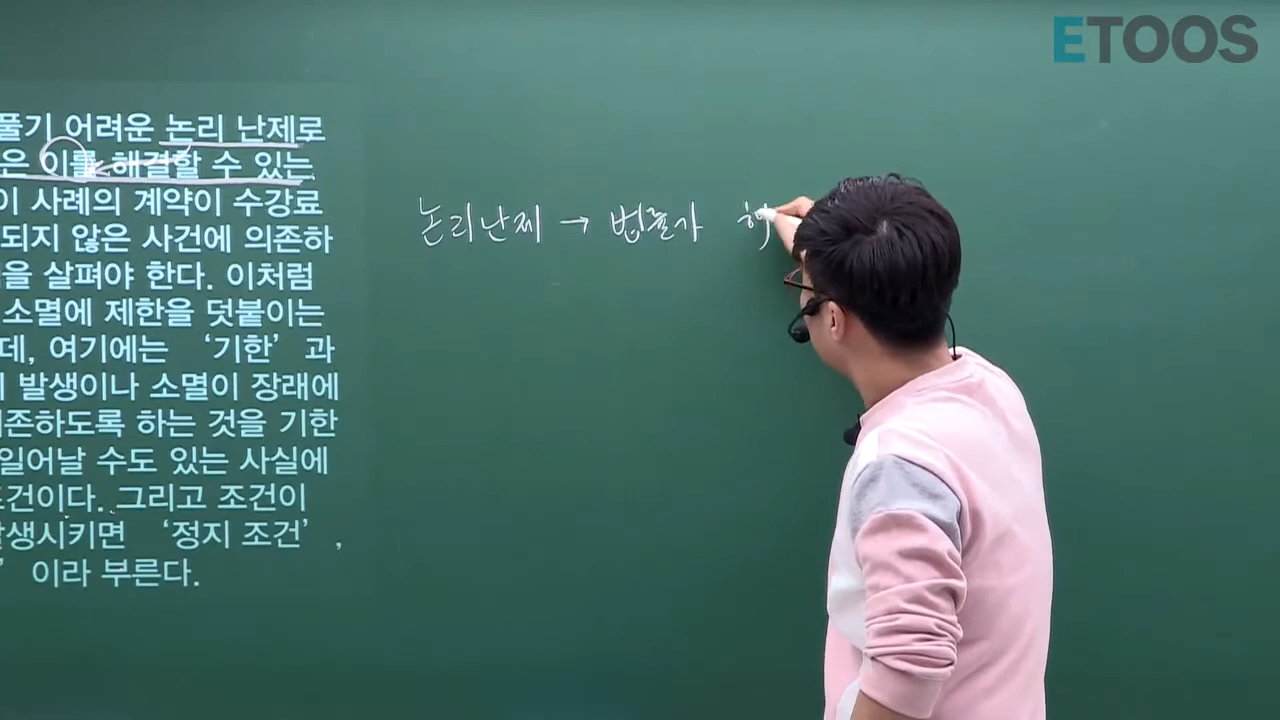 ETOOS
풀기 어려운 논리 난제로
은 이를 해결할 수 있는
이 사례의 계약이 수강료
되지 않은 사건에 의존하
을 살펴야 한다. 이처럼
소멸에 제한을 덧붙이는
데, 여기에는 ‘기한’ 과
발생이나 소멸이 장래에
의존하도록 하는 것을 기한
일어날 수도 있는 사실에
조건이다. 그리고 조건이
발생시키면 ‘정지 조건’ ,
’ 이라 부른다.
논리난제 → 법률가